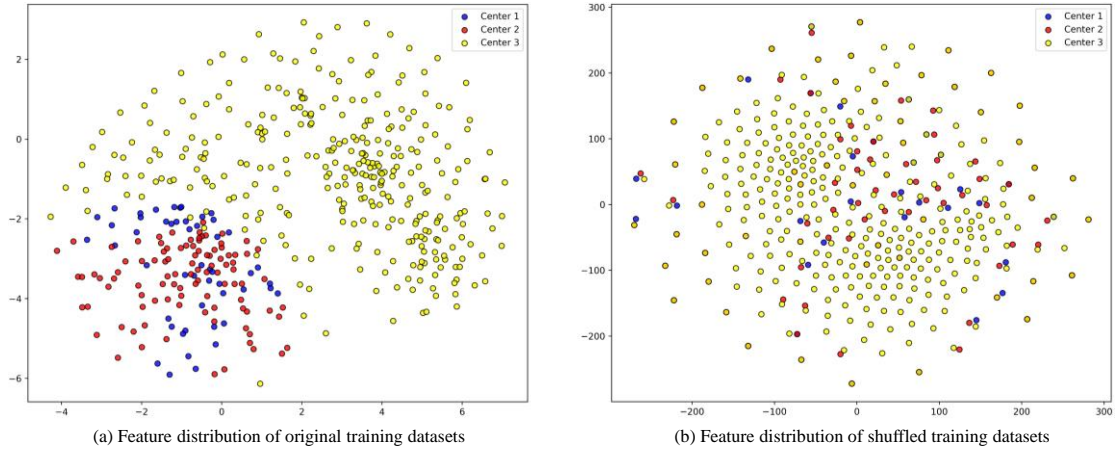 Center 1
Center 2
Center 3
2
0
−2
−4
−6
−4
−2
0
2
4
6
(a) Feature distribution of original training datasets
Center 1
Center 2
Center 3
300
200
100
0
−100
−200
−200
−100
0
100
200
300
(b) Feature distribution of shuffled training datasets